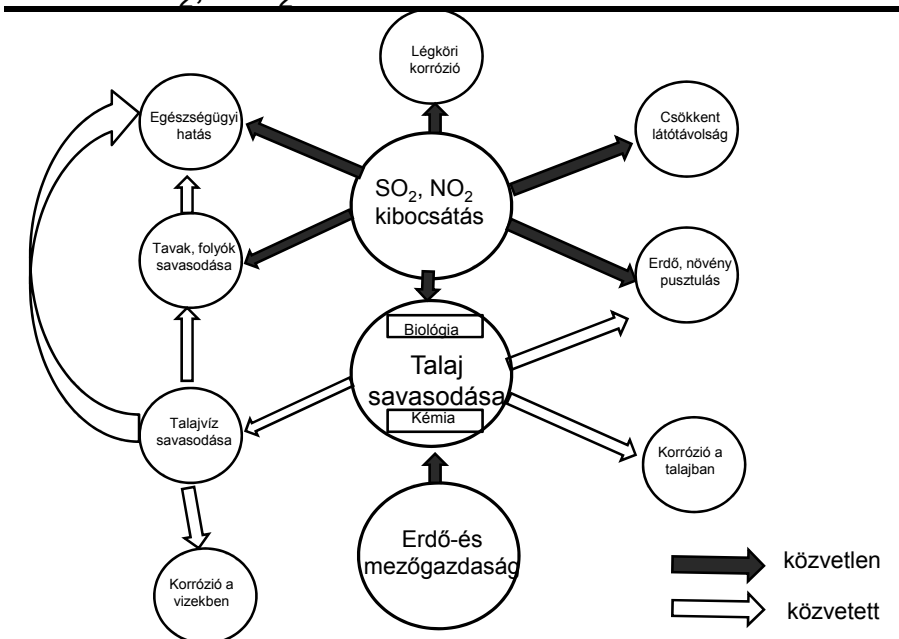 Légköri
korrózió
Egészségügyi
hatás
Csökkent
látótávolság
SO₂, NO₂
kibocsátás
Tavak, folyók
savasodása
Erdő, növény
pusztulás
Biológia
Talaj
savasodása
Kémia
Talajvíz
savasodása
Korrózió a
talajban
Erdő-és
mezőgazdaság
Korrózió a
vizekben
közvetlen
közvetett